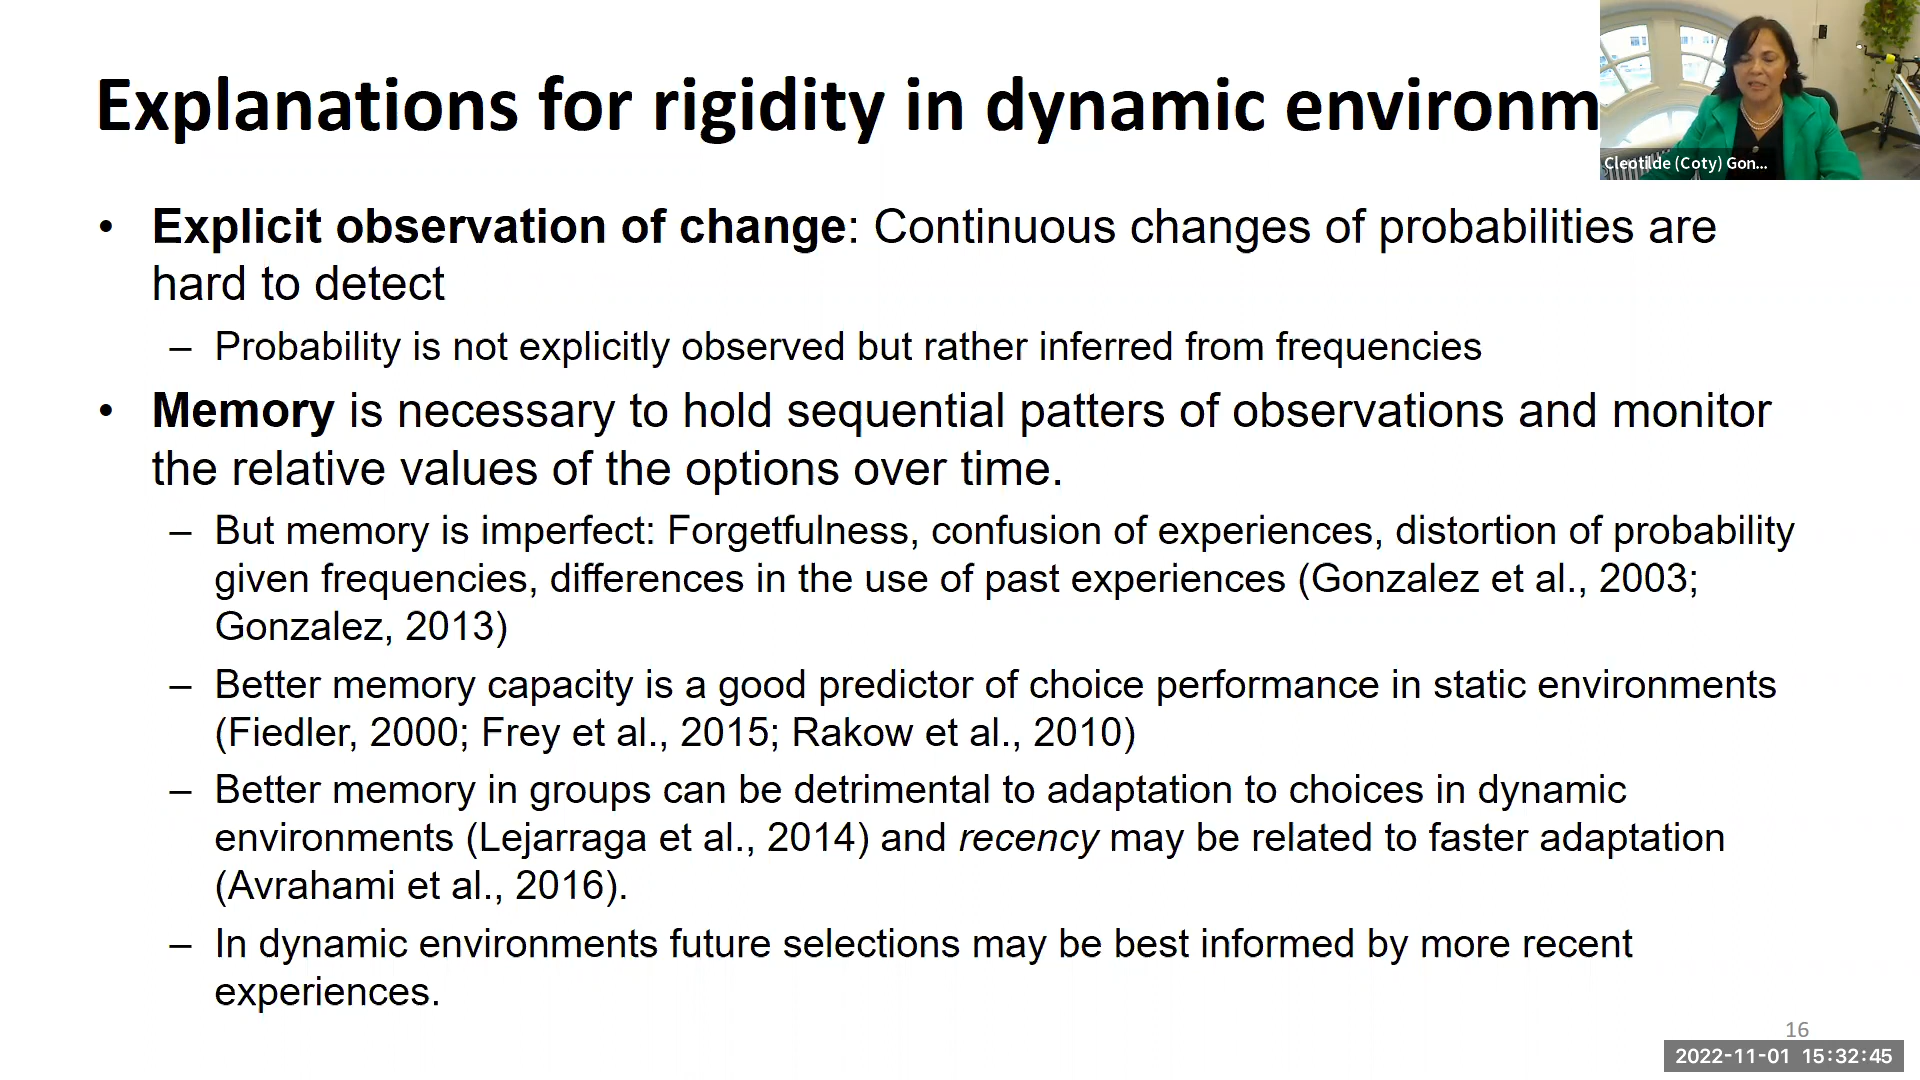 Explanations for rigidity in dynamic environm
Cleotilde (Coty) Gon...
• Explicit observation of change: Continuous changes of probabilities are
hard to detect
– Probability is not explicitly observed but rather inferred from frequencies
• Memory is necessary to hold sequential patters of observations and monitor
the relative values of the options over time.
– But memory is imperfect: Forgetfulness, confusion of experiences, distortion of probability
given frequencies, differences in the use of past experiences (Gonzalez et al., 2003;
Gonzalez, 2013)
– Better memory capacity is a good predictor of choice performance in static environments
(Fiedler, 2000; Frey et al., 2015; Rakow et al., 2010)
– Better memory in groups can be detrimental to adaptation to choices in dynamic
environments (Lejarraga et al., 2014) and recency may be related to faster adaptation
(Avrahami et al., 2016).
– In dynamic environments future selections may be best informed by more recent
experiences.
16
2022-11-01 15:32:45